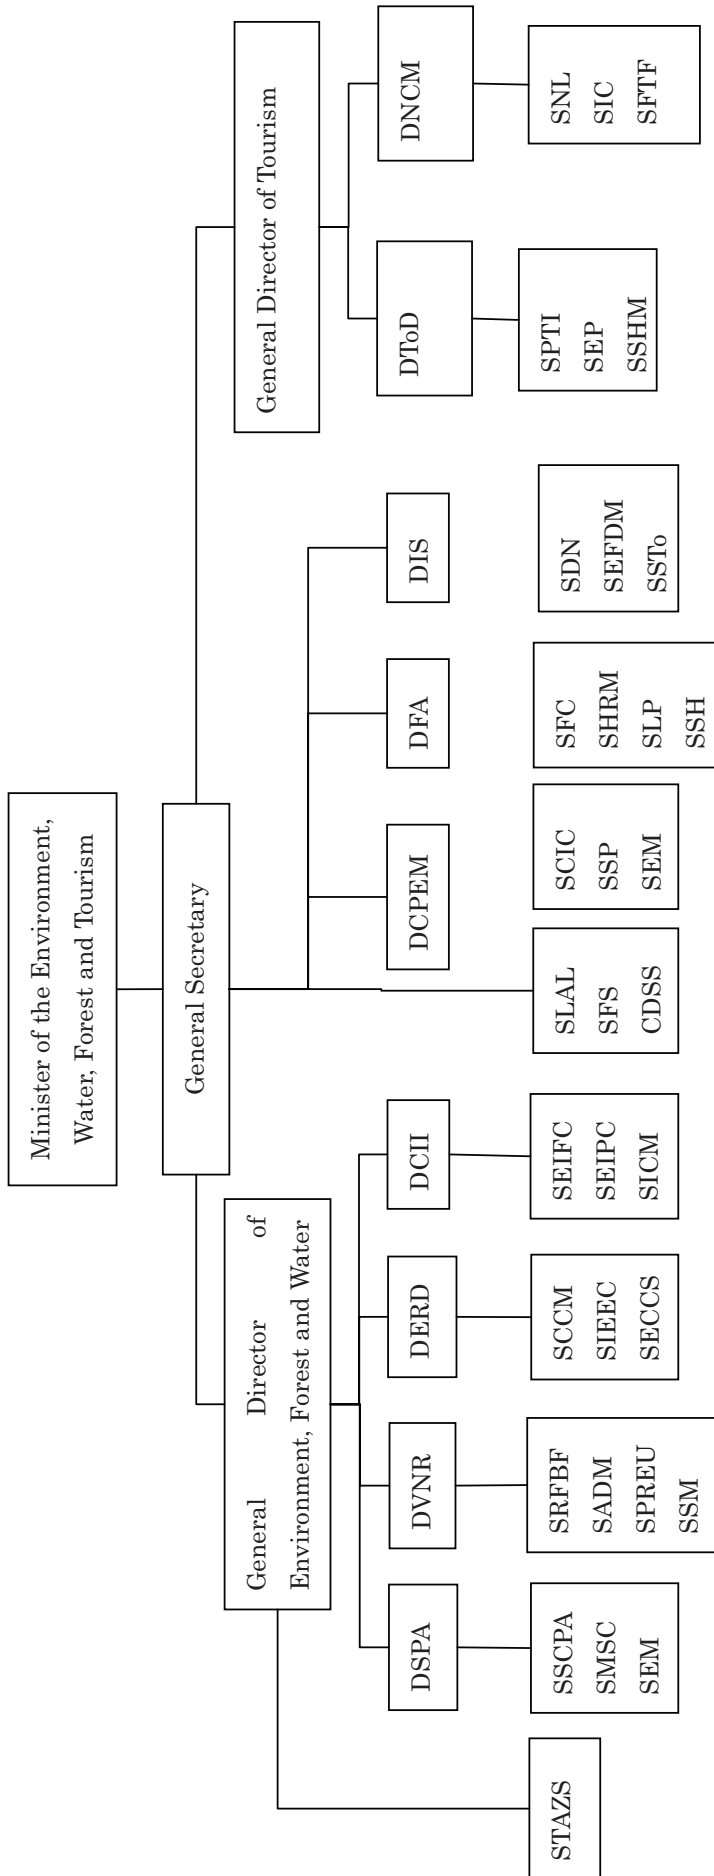 Minister of the Environment,
Water, Forest and Tourism
General Secretary
General Director of
Environment, Forest and Water
General Director of Tourism
DSPA
DVNR
DERD
DCII
DCPEM
DFA
DIS
DToD
DNCM
STAZS
SSCPA
SMSC
SEM
SRFBF
SADM
SPREU
SSM
SCCM
SIEEC
SECCS
SEIFC
SEIPC
SICM
SLAL
SFS
CDSS
SCIC
SSP
SEM
SFC
SHRM
SLP
SSH
SDN
SEFDM
SSTo
SPTI
SEP
SSHM
SNL
SIC
SFTF